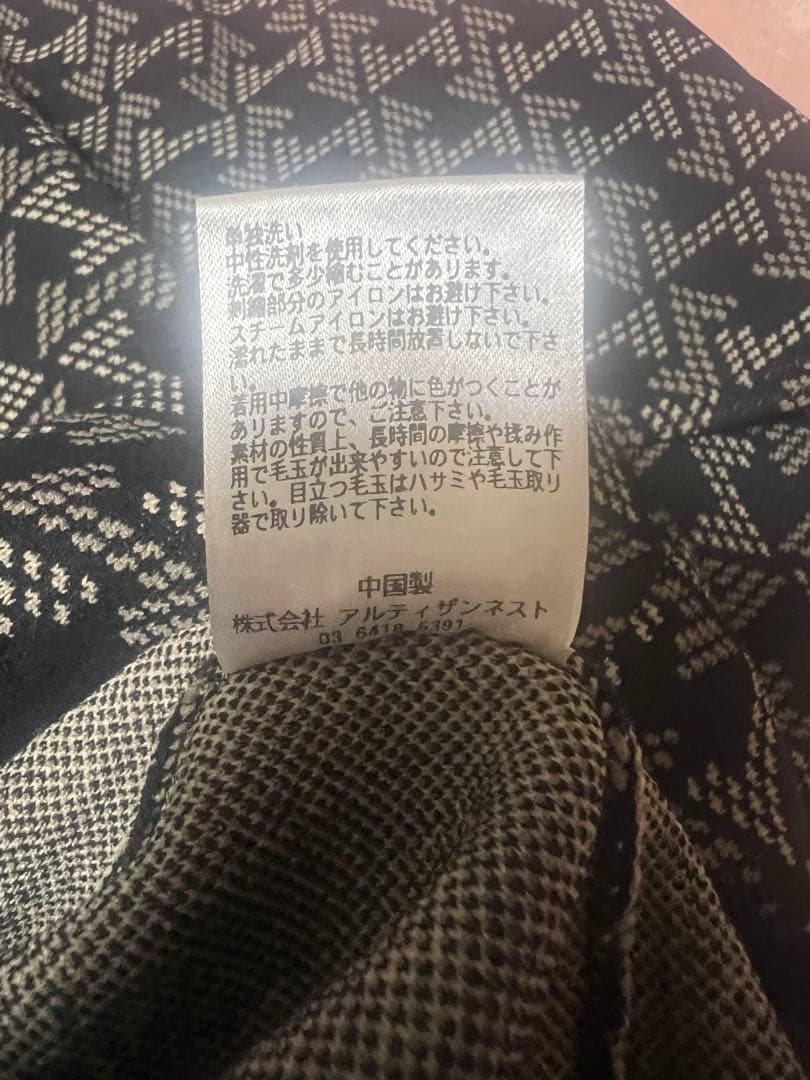 単独洗い
中性洗剤を使用してください。
洗濯で多少縮むことがあります。
刺繍部分のアイロンはお避け下さい。
スチームアイロンはお避け下さい。
濡れたままで長時間放置しないで下さ
い。
着用中摩擦で他の物に色がつくことが
ありますので、ご注意下さい。
素材の性質上、長時間の摩擦や揉み作
用で毛玉が出来やすいので注意して下
さい。目立つ毛玉はハサミや毛玉取り
器で取り除いて下さい。
中国製
株式会社 アルティザンネスト
03 6416 5391